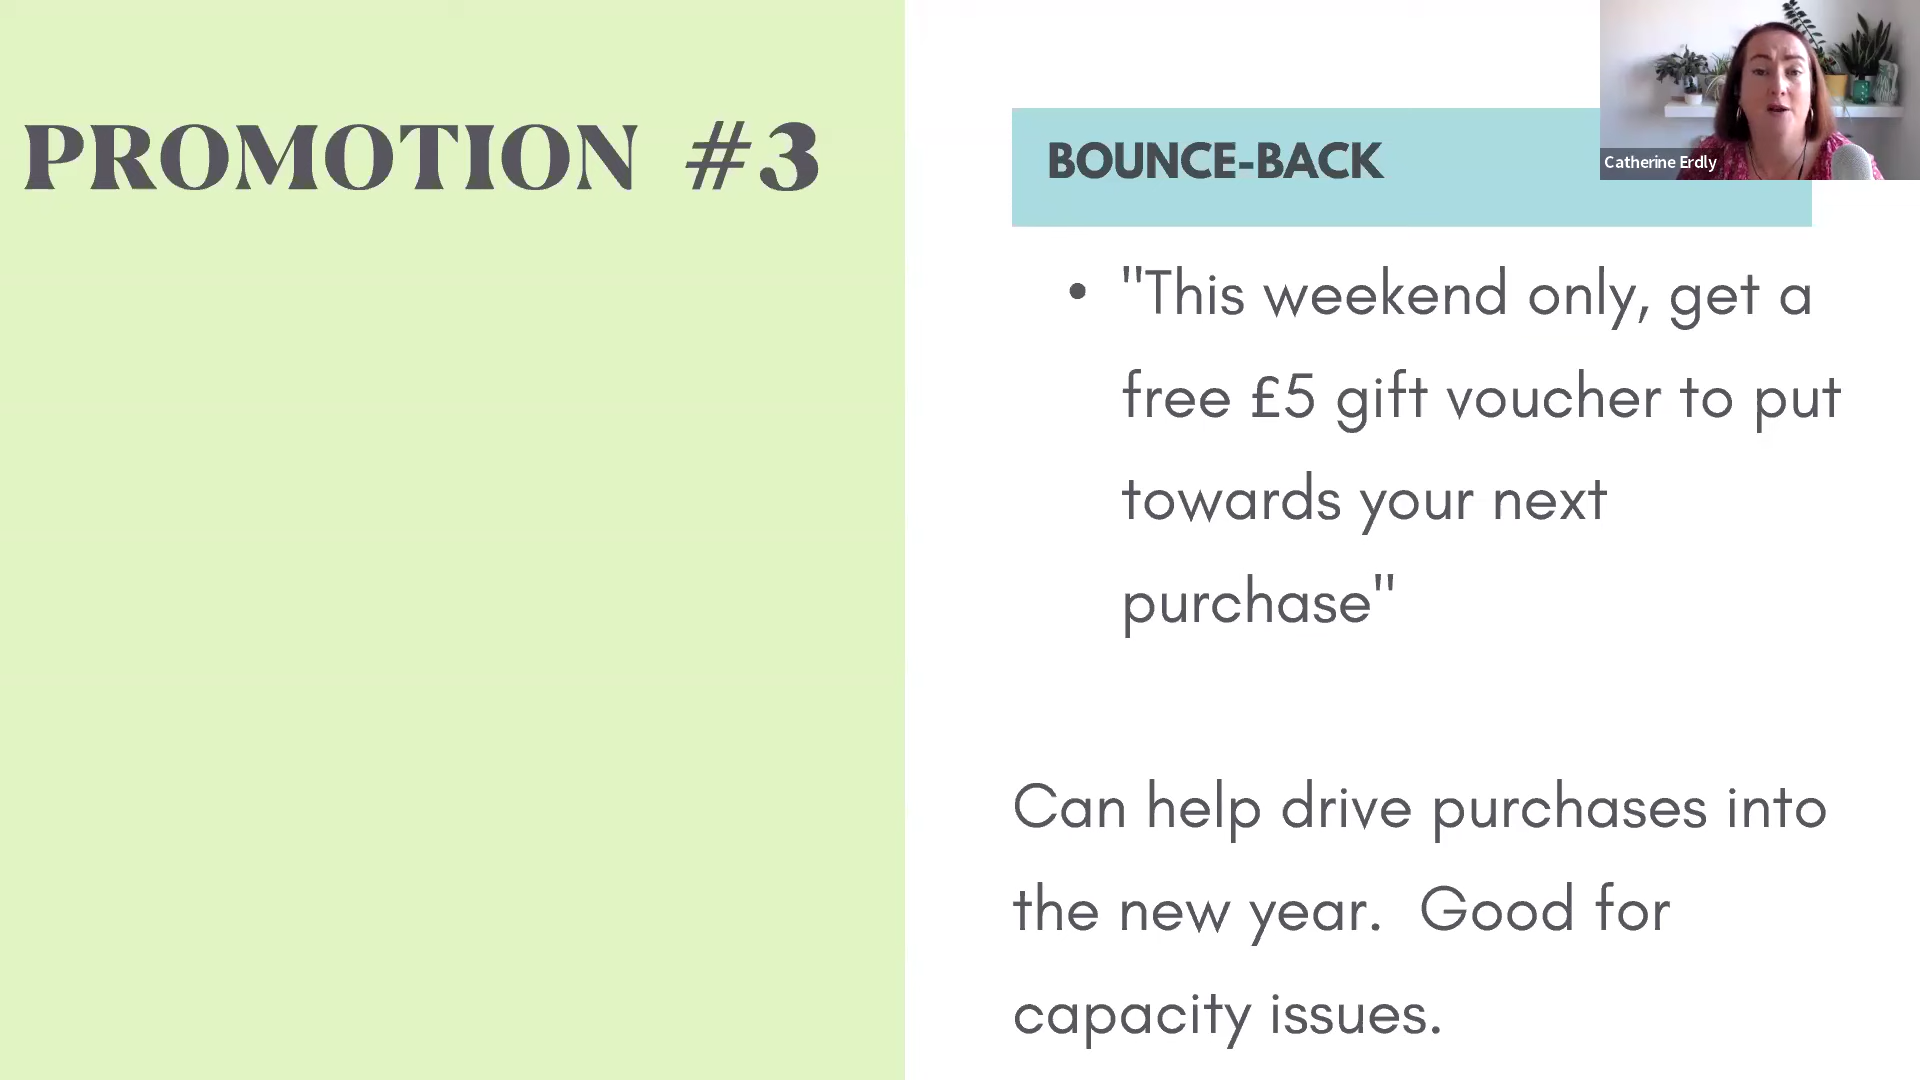 PROMOTION #3
BOUNCE-BACK
Catherine Erdly
• "This weekend only, get a
free £5 gift voucher to put
towards your next
purchase"
Can help drive purchases into
the new year.  Good for
capacity issues.